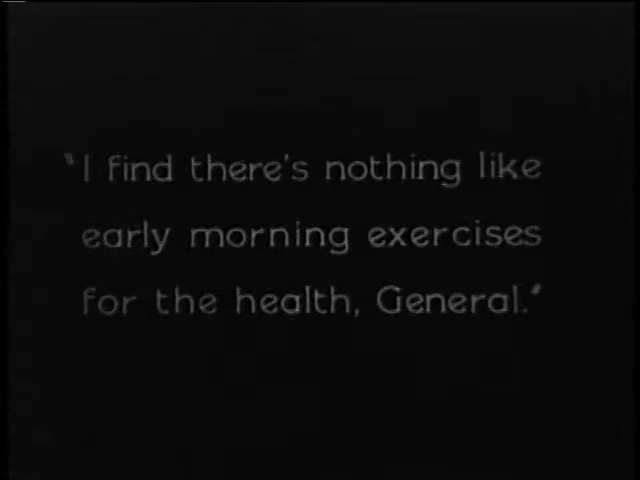 "I find there's nothing like
early morning exercises
for the health, General."